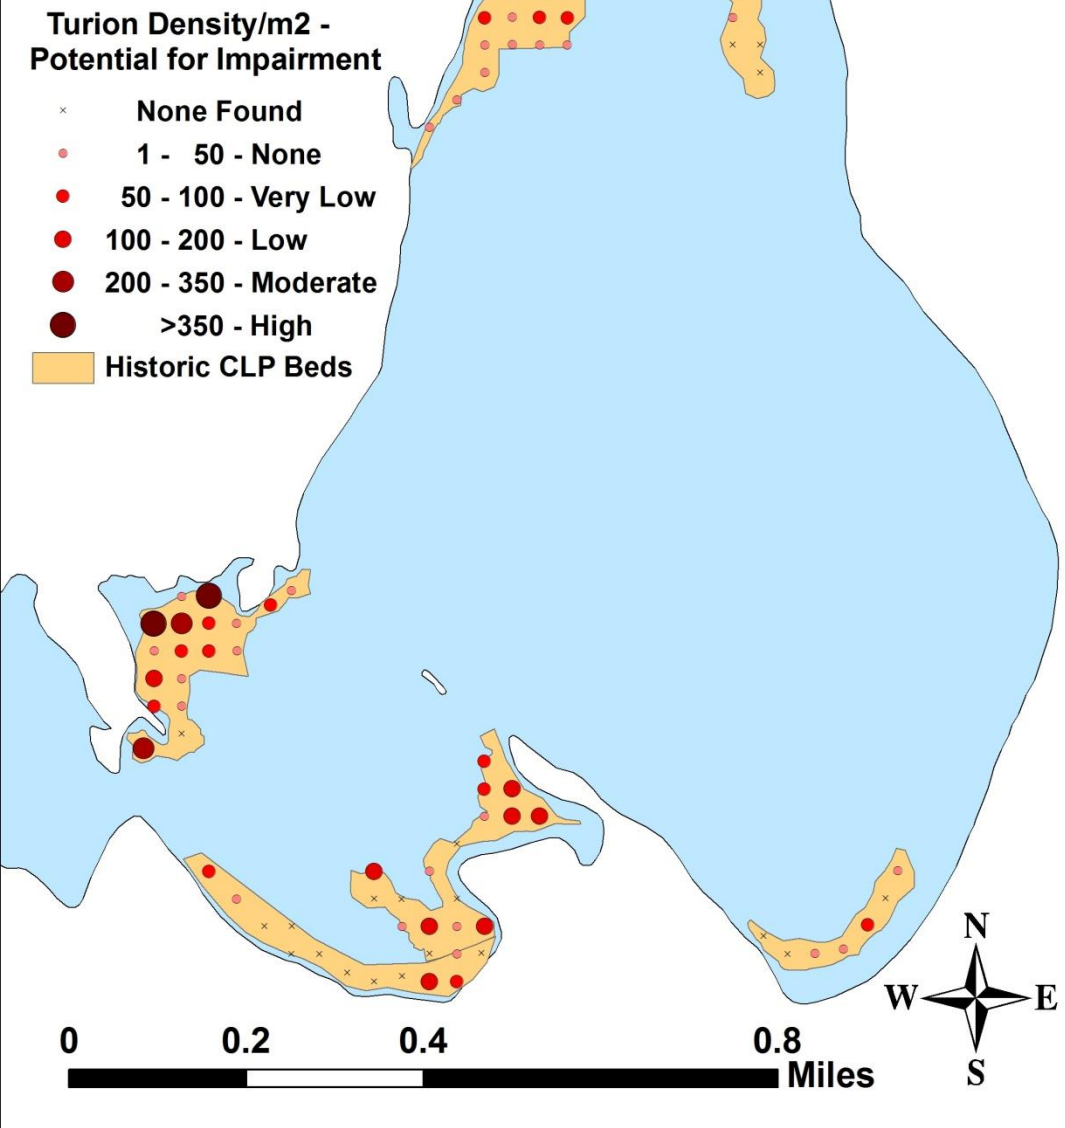 Turion Density/m2 -
Potential for Impairment
None Found
1 - 50 - None
50 - 100 - Very Low
100 - 200 - Low
200 - 350 - Moderate
>350 - High
Historic CLP Beds
N
W E
S
0 0.2 0.4 0.8
Miles